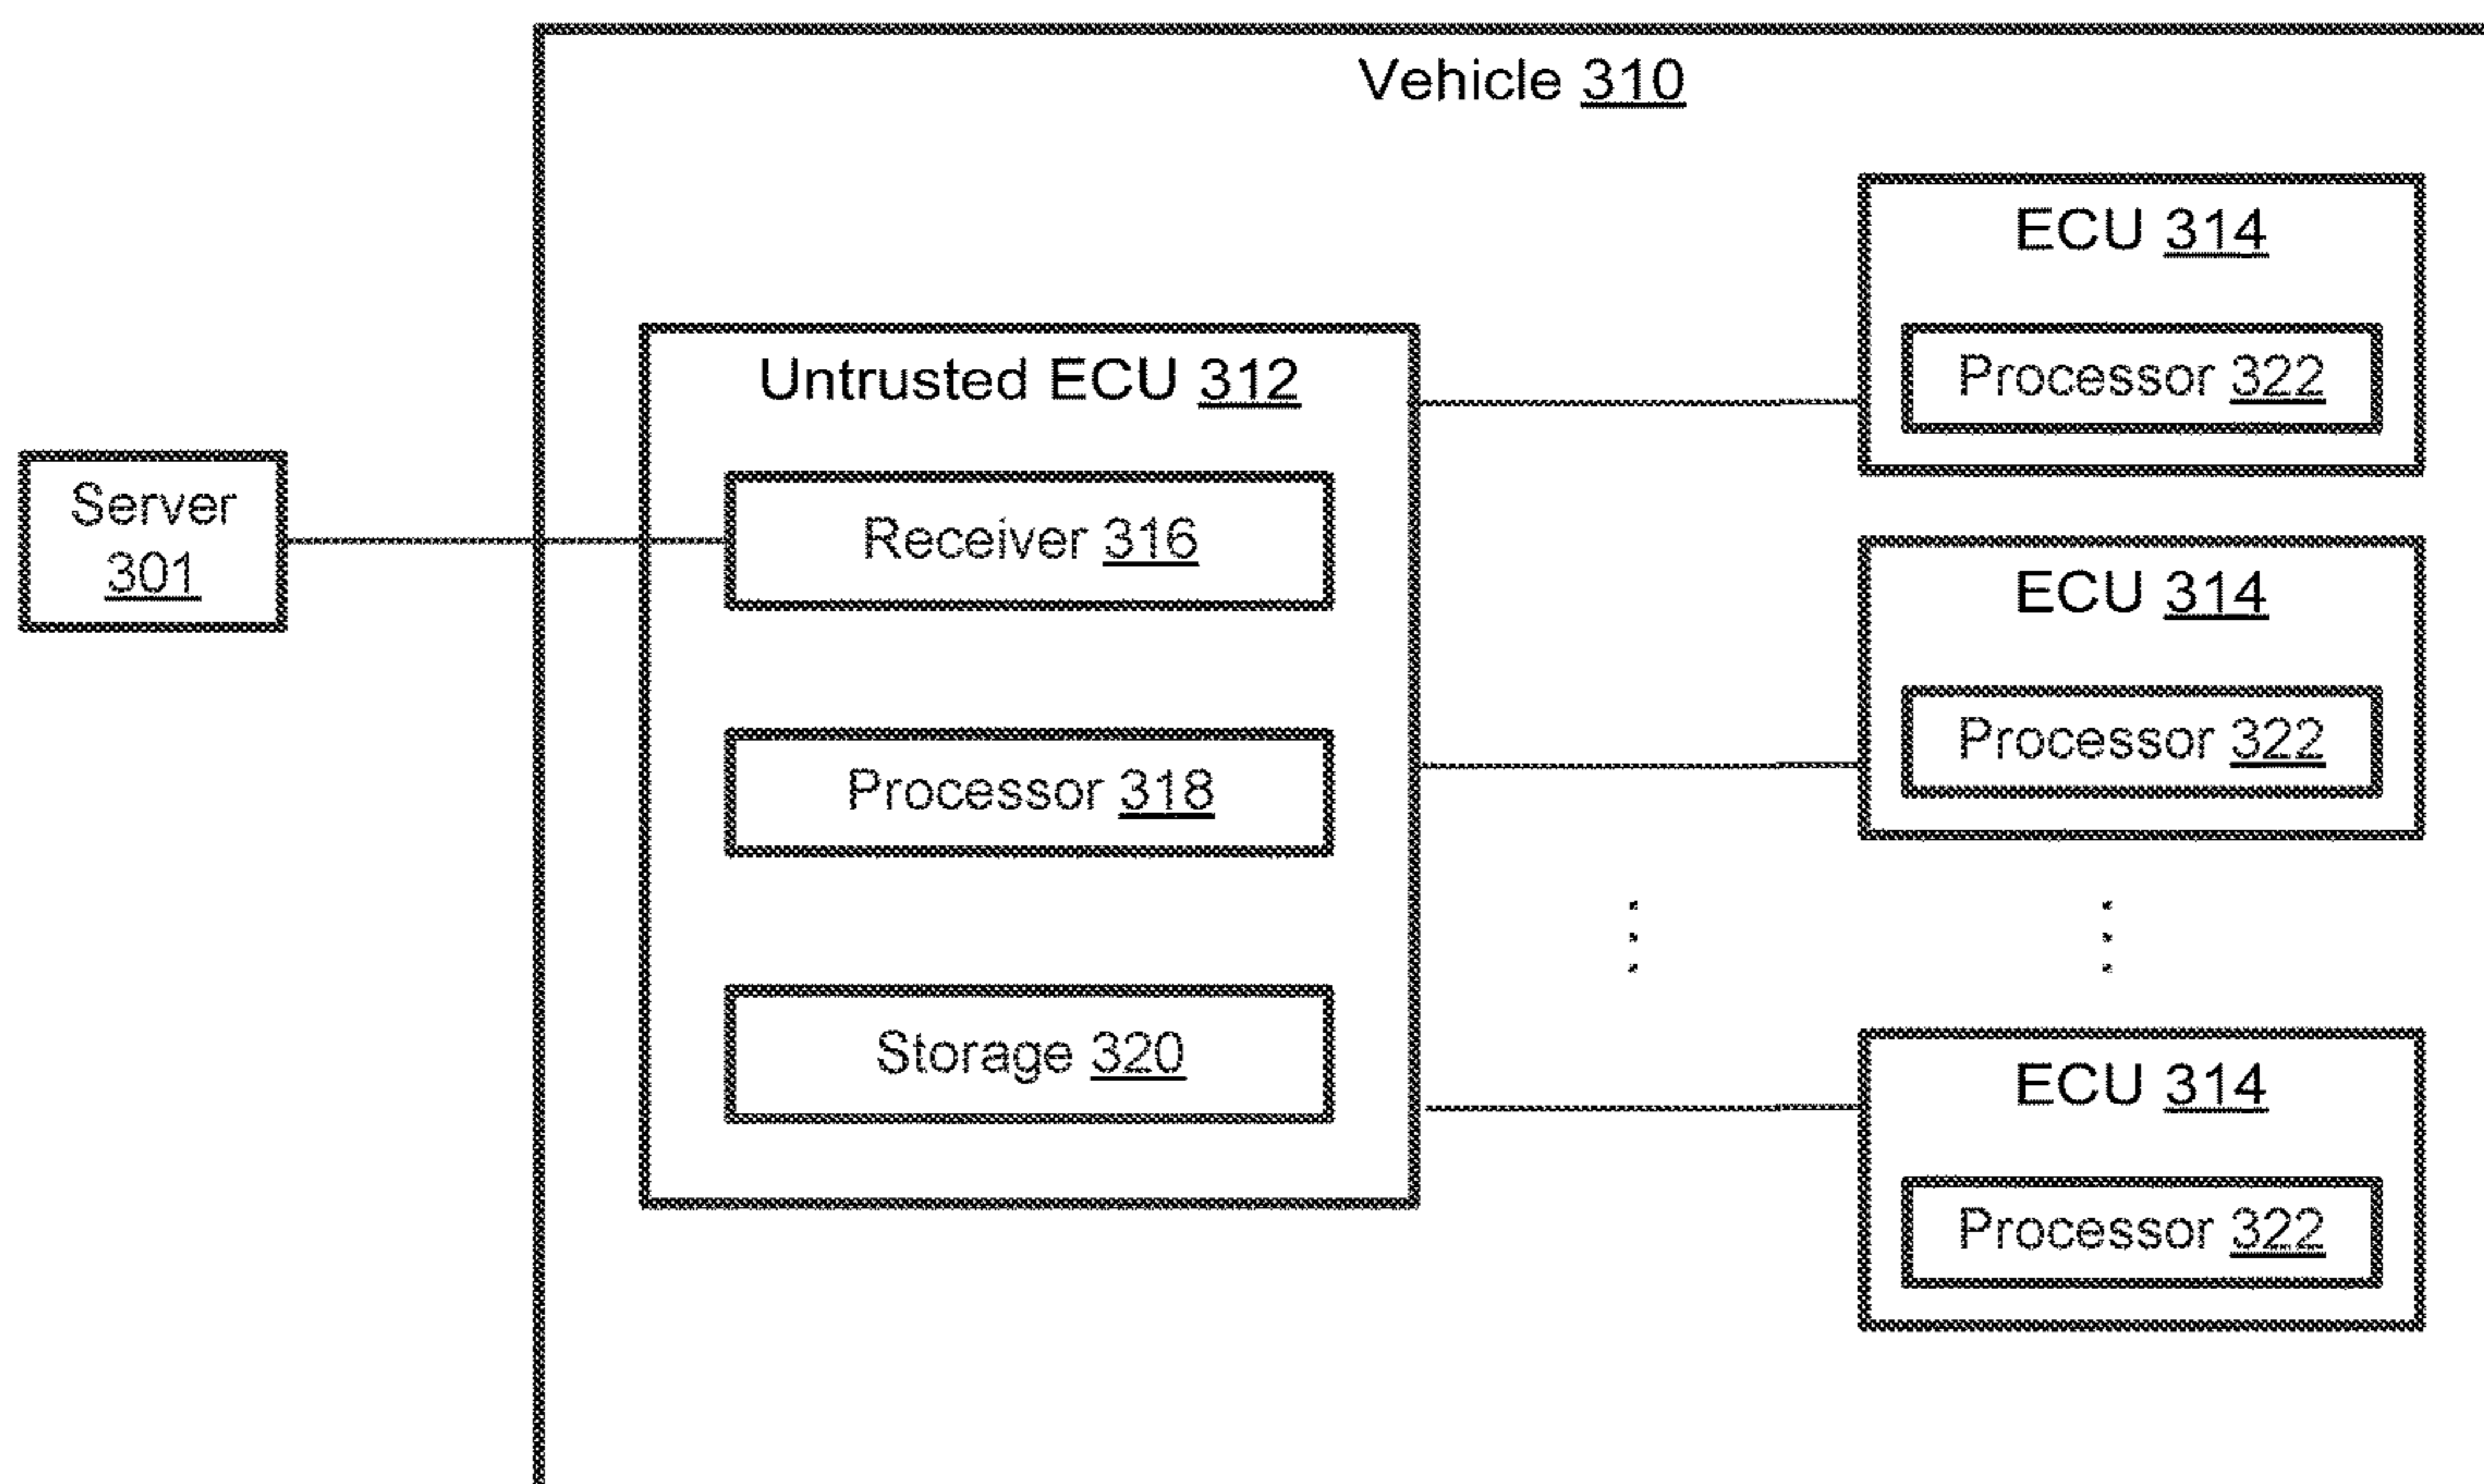 Vehicle 310
Server
301
Untrusted ECU 312
Receiver 316
Processor 318
Storage 320
ECU 314
Processor 322
ECU 314
Processor 322
ECU 314
Processor 322